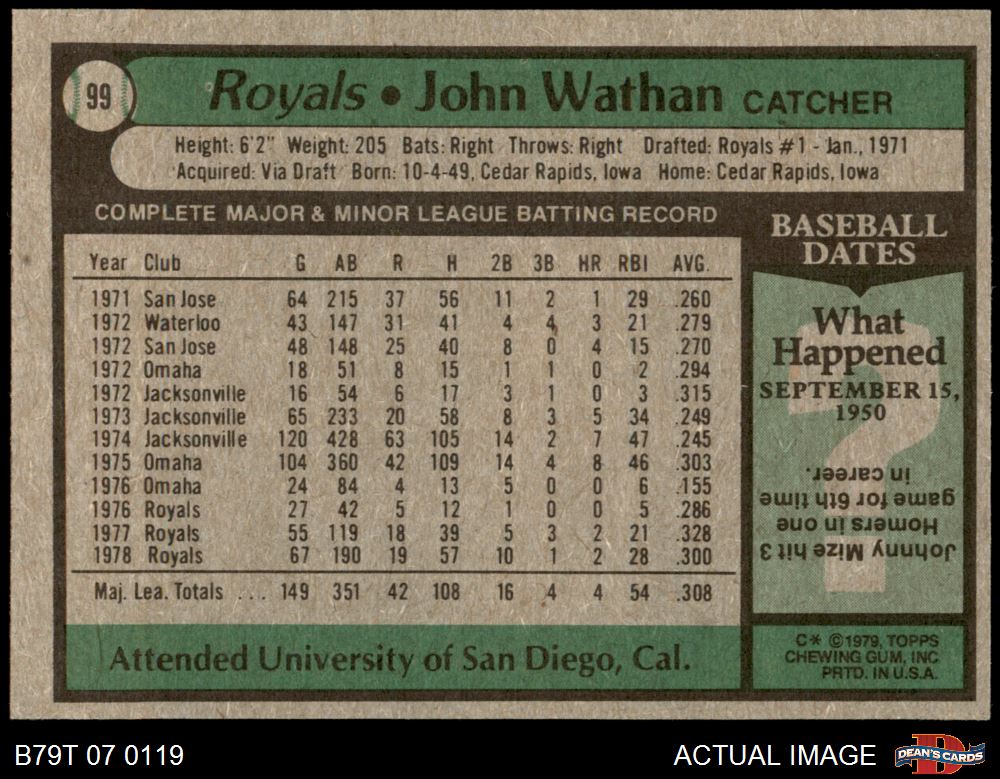 99
Royals • John Wathan CATCHER
Height: 6'2" Weight: 205 Bats: Right Throws: Right Drafted: Royals #1 - Jan., 1971
Acquired: Via Draft Born: 10-4-49, Cedar Rapids, Iowa Home: Cedar Rapids, Iowa
COMPLETE MAJOR & MINOR LEAGUE BATTING RECORD
Year Club G AB R H 2B 3B HR RBI AVG.
1971 San Jose 64 215 37 56 11 2 1 29 .260
1972 Waterloo 43 147 31 41 4 4 3 21 .279
1972 San Jose 48 148 25 40 8 0 4 15 .270
1972 Omaha 18 51 8 15 1 1 0 2 .294
1972 Jacksonville 16 54 6 17 3 1 0 3 .315
1973 Jacksonville 65 233 20 58 8 3 5 34 .249
1974 Jacksonville 120 428 63 105 14 2 7 47 .245
1975 Omaha 104 360 42 109 14 4 8 46 .303
1976 Omaha 24 84 4 13 5 0 0 6 .155
1976 Royals 27 42 5 12 1 0 0 5 .286
1977 Royals 55 119 18 39 5 3 2 21 .328
1978 Royals 67 190 19 57 10 1 2 28 .300
Maj. Lea. Totals ... 149 351 42 108 16 4 4 54 .308
Attended University of San Diego, Cal.
BASEBALL
DATES
What
Happened
SEPTEMBER 15,
1950
?
Johnny Mize hit 3
Homers in one
game for 6th time
in career.
C* ©1979, TOPPS
CHEWING GUM, INC
PRTD. IN U.S.A.
B79T 07 0119
ACTUAL IMAGE
D
DEAN'S CARDS